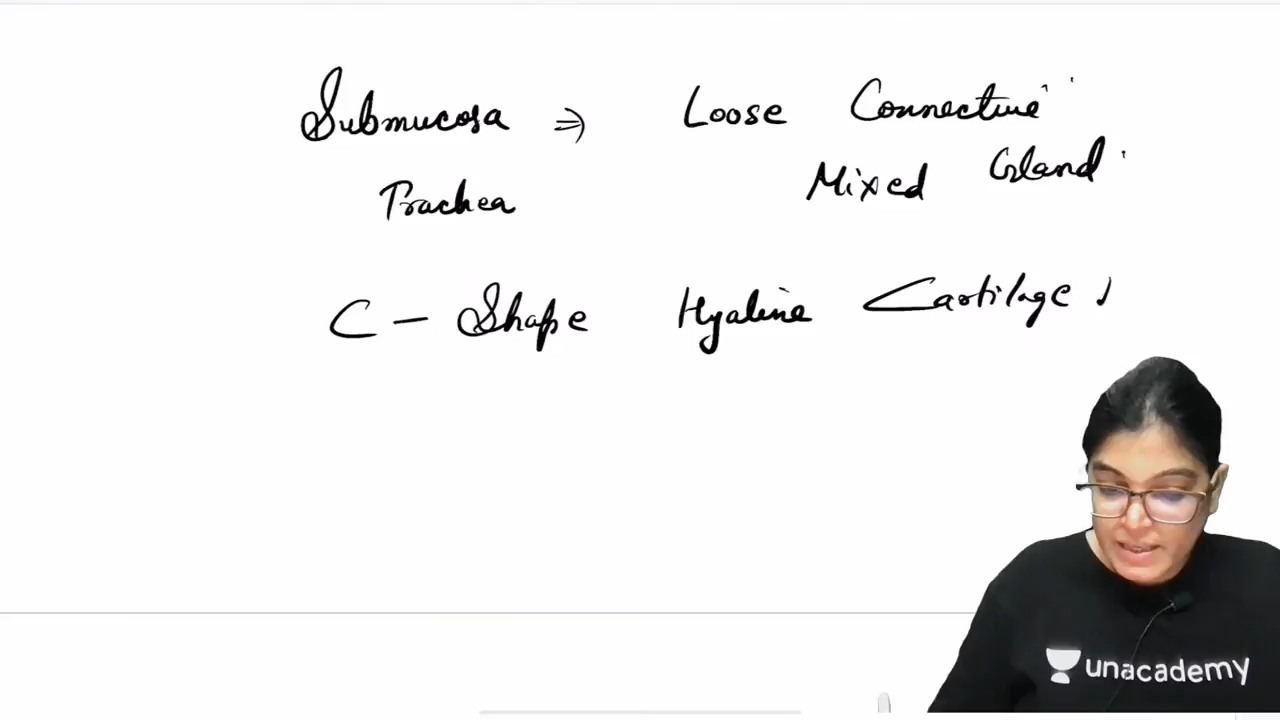 Submucosa ⇒ Loose Connective
Trachea Mixed Gland
C - Shape Hyaline Cartilage
unacademy